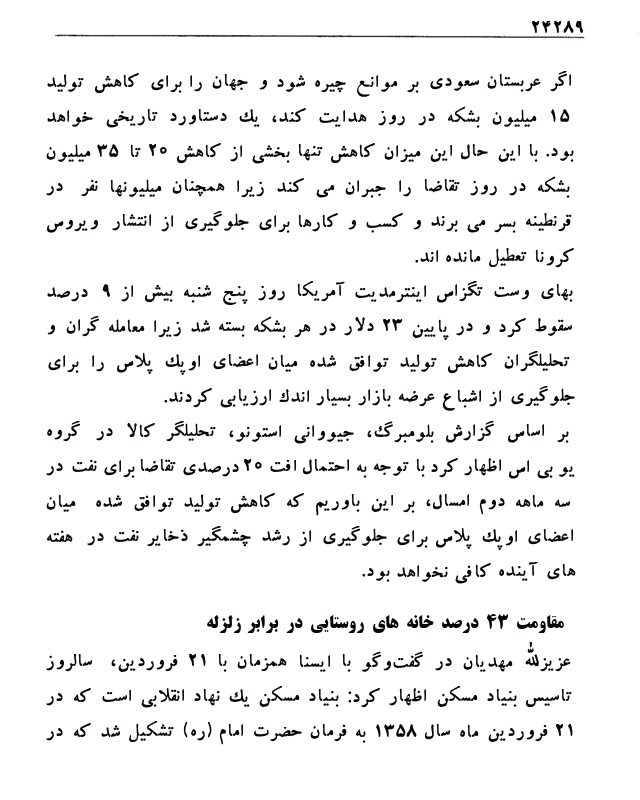 ۲۴۲۸۹
اگر عربستان سعودی بر موانع چیره شود و جهان را برای کاهش تولید
۱۵ میلیون بشکه در روز هدایت کند، یك دستاورد تاریخی خواهد
بود. با این حال این میزان کاهش تنها بخشی از کاهش ۲۰ تا ۳۵ میلیون
بشکه در روز تقاضا را جبران می کند زیرا همچنان میلیونها نفر در
قرنطینه بسر می برند و کسب و کارها برای جلوگیری از انتشار ویروس
کرونا تعطیل مانده اند.
بهای وست تگزاس اینترمدیت آمریکا روز پنج شنبه بیش از ۹ درصد
سقوط کرد و در پایین ۲۳ دلار در هر بشکه بسته شد زیرا معامله گران و
تحلیلگران کاهش تولید توافق شده میان اعضای اوپك پلاس را برای
جلوگیری از اشباع عرضه بازار بسیار اندك ارزیابی کردند.
بر اساس گزارش بلومبرگ، جیووانی استونو، تحلیلگر کالا در گروه
یو بی اس اظهار کرد با توجه به احتمال افت ۲۰ درصدی تقاضا برای نفت در
سه ماهه دوم امسال، بر این باوریم که کاهش تولید توافق شده میان
اعضای اوپك پلاس برای جلوگیری از رشد چشمگیر ذخایر نفت در هفته
های آینده کافی نخواهد بود.
مقاومت ۴۳ درصد خانه های روستایی در برابر زلزله
عزیزلله مهدیان در گفت‌وگو با ایسنا همزمان با ۲۱ فروردین، سالروز
تاسیس بنیاد مسکن اظهار کرد: بنیاد مسکن یك نهاد انقلابی است که در
۲۱ فروردین ماه سال ۱۳۵۸ به فرمان حضرت امام (ره) تشکیل شد که در